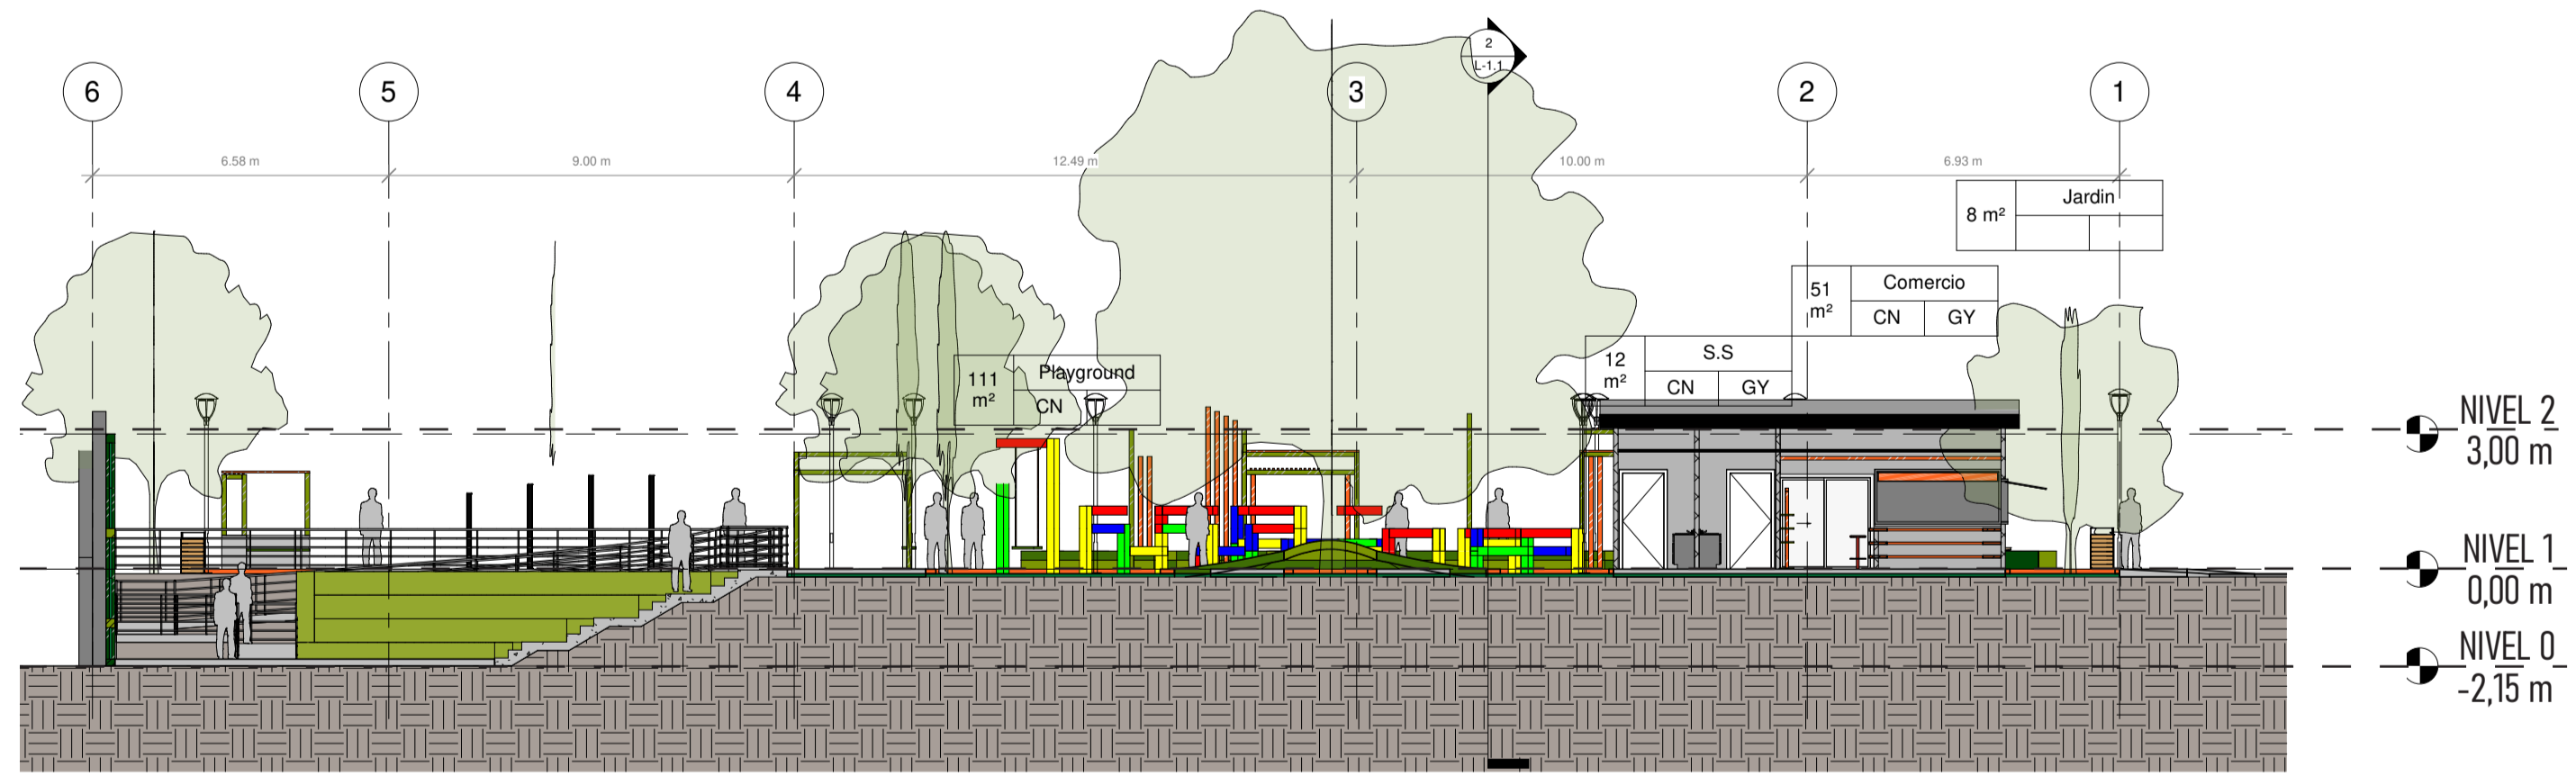 2
L-1.1
6
5
4
3
2
1
6.58 m
9.00 m
12.49 m
10.00 m
6.93 m
8 m²
Jardin
51
m²
Comercio
CN
GY
12
m²
S.S
CN
GY
111
m²
Playground
CN
NIVEL 2
3,00 m
NIVEL 1
0,00 m
NIVEL 0
-2,15 m